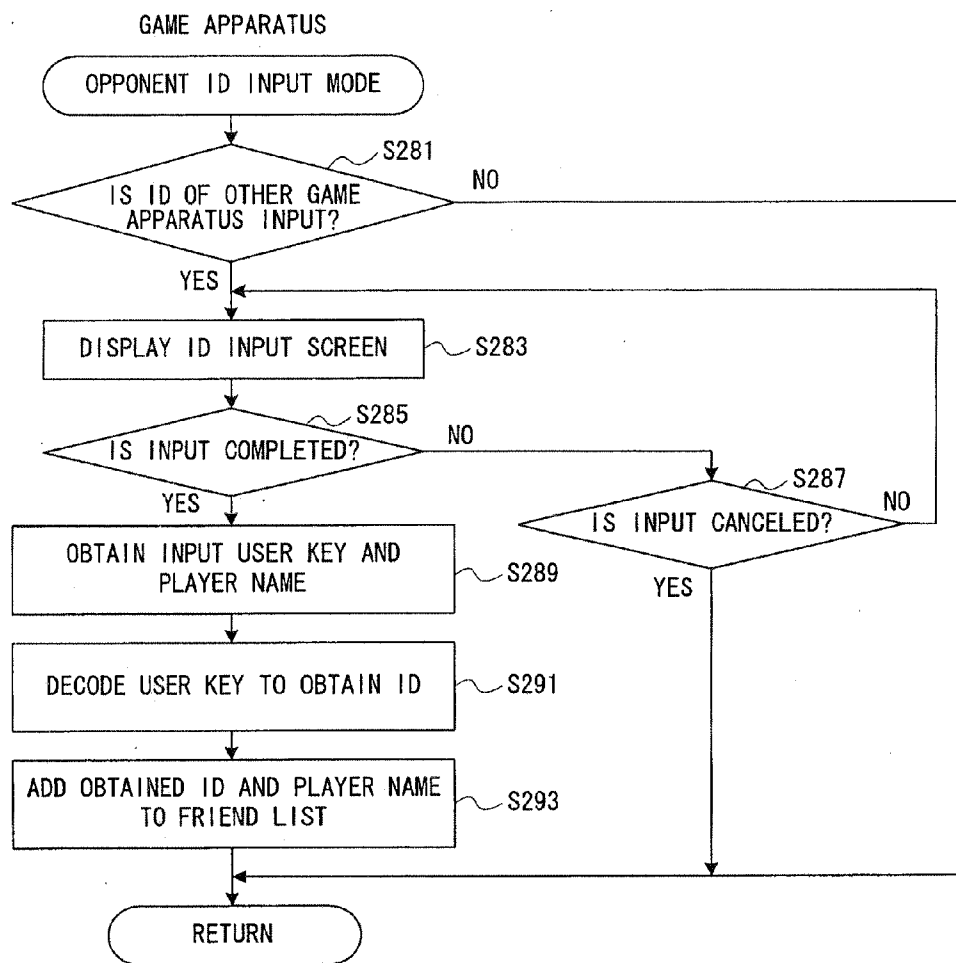 GAME APPARATUS
OPPONENT ID INPUT MODE
S281
IS ID OF OTHER GAME
APPARATUS INPUT?
NO
YES
DISPLAY ID INPUT SCREEN
S283
S285
IS INPUT COMPLETED?
NO
YES
S287
IS INPUT CANCELED?
NO
YES
OBTAIN INPUT USER KEY AND
PLAYER NAME
S289
DECODE USER KEY TO OBTAIN ID
S291
ADD OBTAINED ID AND PLAYER NAME
TO FRIEND LIST
S293
RETURN